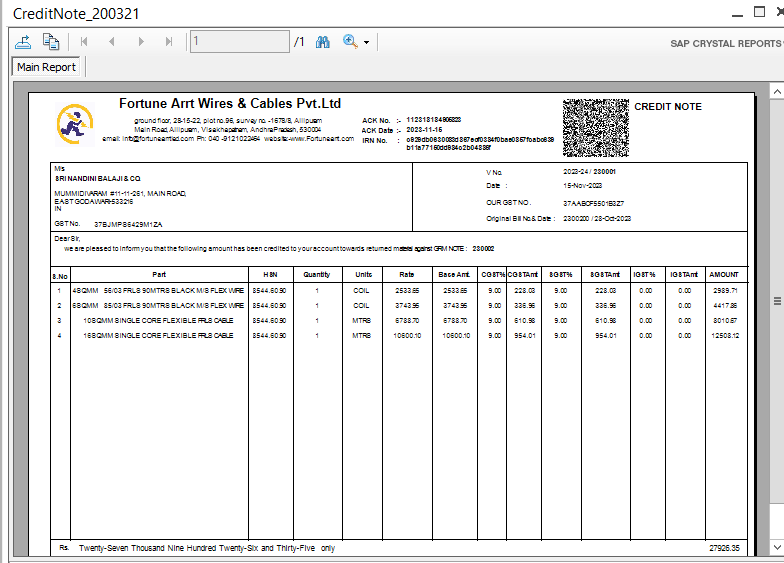 CreditNote_200321
1 /1
SAP CRYSTAL REPORTS
Main Report
Fortune Arrt Wires & Cables Pvt.Ltd
ground floor, 28-15-22, plot no.96, survey no. -1678/8, Allipuram
Main Road, Allipuram, Visakhapatnam, AndhraPradesh, 530004
email: info@fortuneartled.com Ph: 040 -9121022464 website:-www.Fortuneart.com
ACK No. :- 112318184905823
ACK Date :- 2023-11-15
IRN No. :-
CREDIT NOTE
M/s
SRI NANDINI BALAJI & CO.
MUMMIDIVARAM #11-11-261, MAIN ROAD,
EAST GODAWARI-533216
IN
GST No. : 37BJMPS6429M1ZA
V No. 2023-24 / 230001
Date : 15-Nov-2023
OUR GST NO. : 37AABCF5501B3Z7
Original Bill No & Date : 2300200 / 28-Oct-2023
Dear Sir,
we are pleased to inform you that the following amount has been credited to your account towards returned material against GRM NOTE : 230002
S.No Part HSN Quantity Units Rate Base Amt. CGST% CGSTAmt SGST% SGSTAmt IGST% IGSTAmt AMOUNT
1 4SQMM 56/03 FRLS 90MTRS BLACK M/S FLEX WIRE 8544.60.90 1 COIL 2533.65 2533.65 9.00 228.03 9.00 228.03 0.00 0.00 2989.71
2 6SQMM 85/03 FRLS 90MTRS BLACK M/S FLEX WIRE 8544.60.90 1 COIL 3743.95 3743.95 9.00 336.96 9.00 336.96 0.00 0.00 4417.86
3 10SQMM SINGLE CORE FLEXIBLE FRLS CABLE 8544.60.90 1 MTRS 6788.70 6788.70 9.00 610.98 9.00 610.98 0.00 0.00 8010.67
4 16SQMM SINGLE CORE FLEXIBLE FRLS CABLE 8544.60.90 1 MTRS 10600.10 10600.10 9.00 954.01 9.00 954.01 0.00 0.00 12508.12
Rs. Twenty-Seven Thousand Nine Hundred Twenty-Six and Thirty-Five only 27926.35